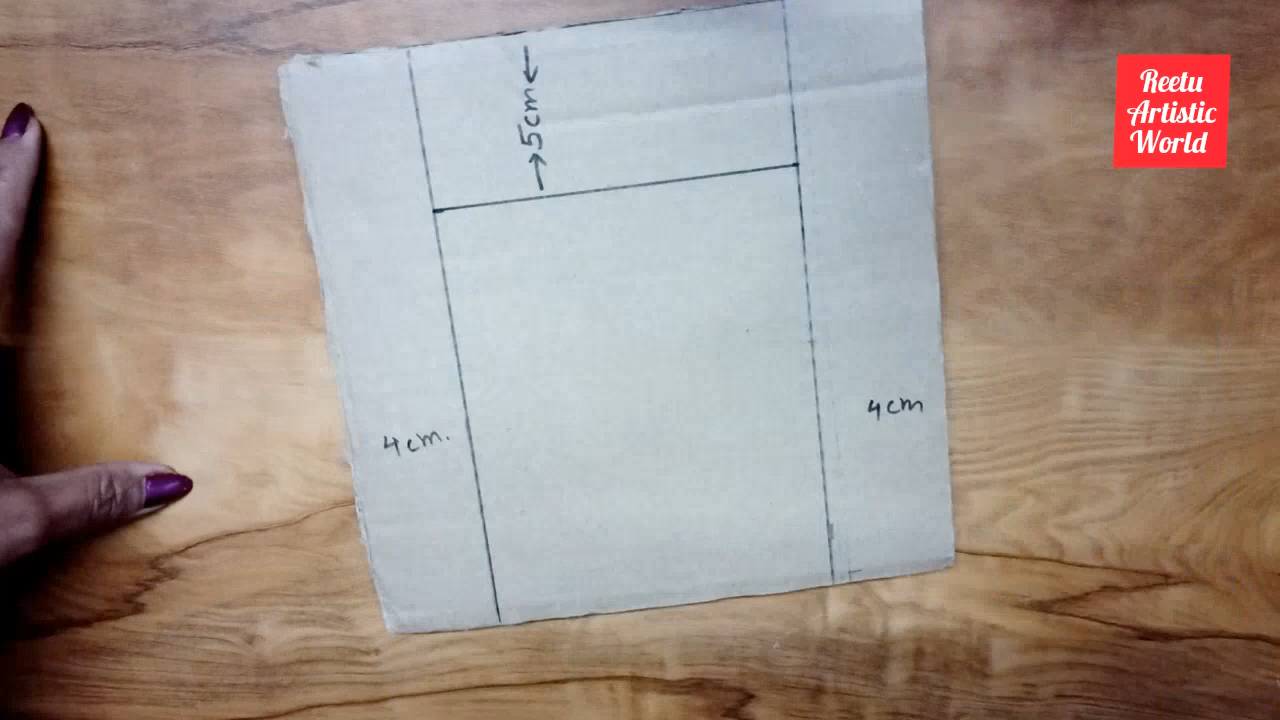 →5cm←
4cm.
4cm
Reetu
Artistic
World